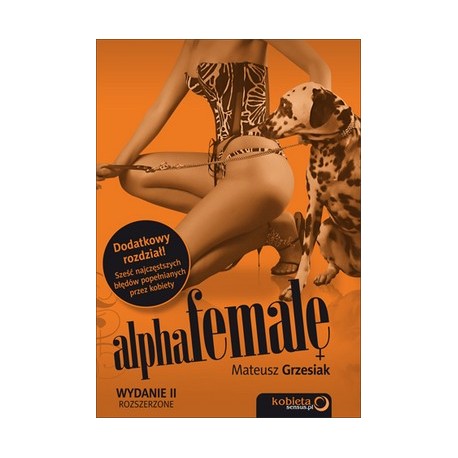 Dodatkowy
rozdział!
Sześć najczęstszych
błędów popełnianych
przez kobiety
alphafemale
Mateusz Grzesiak
WYDANIE II
ROZSZERZONE
kobieta
sensus.pl